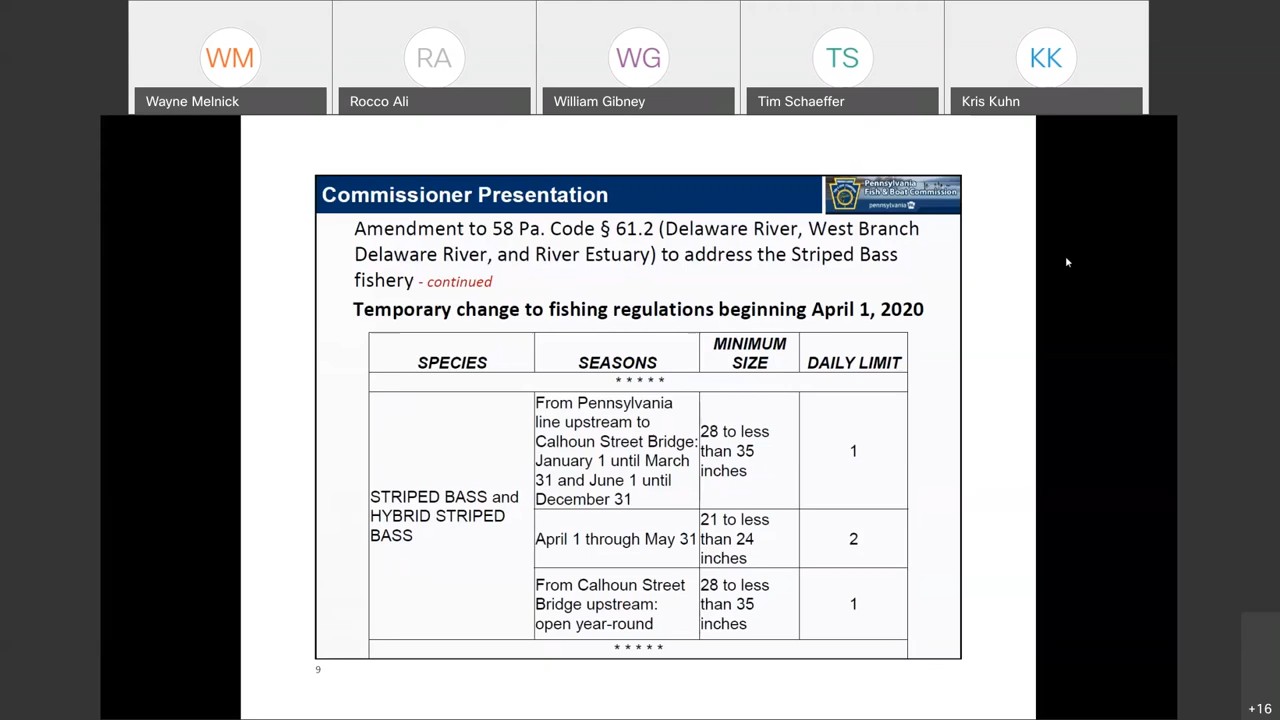 WM
RA
WG
TS
KK
Wayne Melnick
Rocco Ali
William Gibney
Tim Schaeffer
Kris Kuhn
Commissioner Presentation
Pennsylvania
Fish & Boat Commission
pennsylvania
Amendment to 58 Pa. Code § 61.2 (Delaware River, West Branch
Delaware River, and River Estuary) to address the Striped Bass
fishery - continued
Temporary change to fishing regulations beginning April 1, 2020
SPECIES
SEASONS
MINIMUM
SIZE
DAILY LIMIT
* * * * *
STRIPED BASS and
HYBRID STRIPED
BASS
From Pennsylvania
line upstream to
Calhoun Street Bridge:
January 1 until March
31 and June 1 until
December 31
28 to less
than 35
inches
1
April 1 through May 31
21 to less
than 24
inches
2
From Calhoun Street
Bridge upstream:
open year-round
28 to less
than 35
inches
1
* * * * *
9
+16